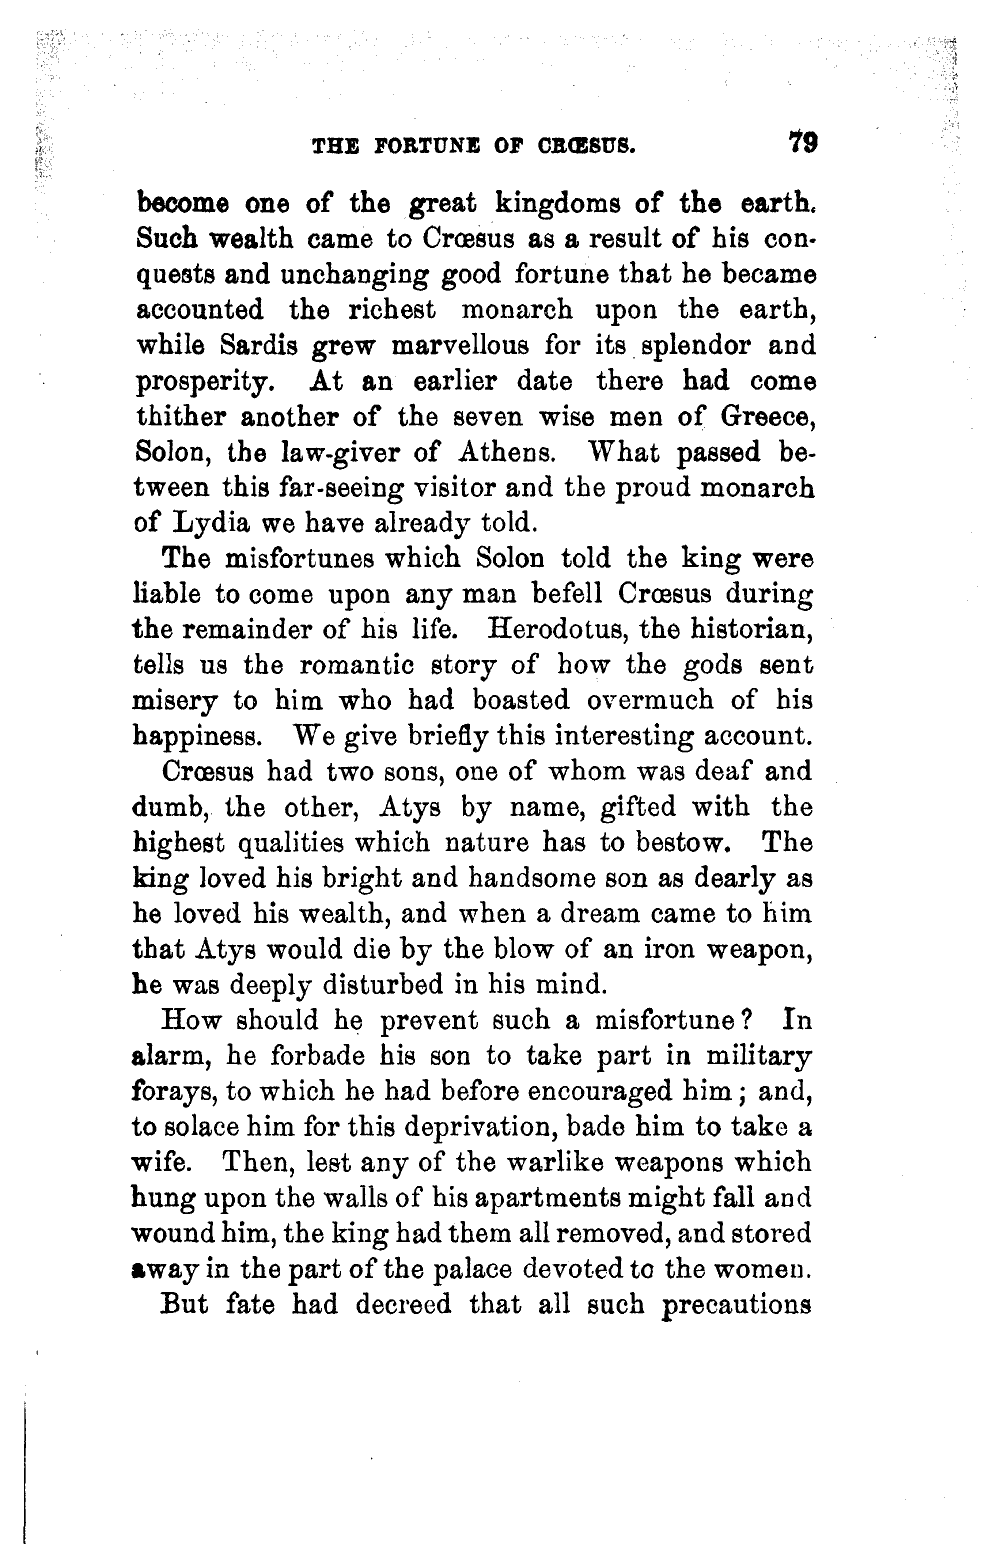 THE FORTUNE OF CRŒSUS. 79
become one of the great kingdoms of the earth.
Such wealth came to Crœsus as a result of his con-
quests and unchanging good fortune that he became
accounted the richest monarch upon the earth,
while Sardis grew marvellous for its splendor and
prosperity. At an earlier date there had come
thither another of the seven wise men of Greece,
Solon, the law-giver of Athens. What passed be-
tween this far-seeing visitor and the proud monarch
of Lydia we have already told.
The misfortunes which Solon told the king were
liable to come upon any man befell Crœsus during
the remainder of his life. Herodotus, the historian,
tells us the romantic story of how the gods sent
misery to him who had boasted overmuch of his
happiness. We give briefly this interesting account.
Crœsus had two sons, one of whom was deaf and
dumb, the other, Atys by name, gifted with the
highest qualities which nature has to bestow. The
king loved his bright and handsome son as dearly as
he loved his wealth, and when a dream came to him
that Atys would die by the blow of an iron weapon,
he was deeply disturbed in his mind.
How should he prevent such a misfortune? In
alarm, he forbade his son to take part in military
forays, to which he had before encouraged him; and,
to solace him for this deprivation, bade him to take a
wife. Then, lest any of the warlike weapons which
hung upon the walls of his apartments might fall and
wound him, the king had them all removed, and stored
away in the part of the palace devoted to the women.
But fate had decreed that all such precautions